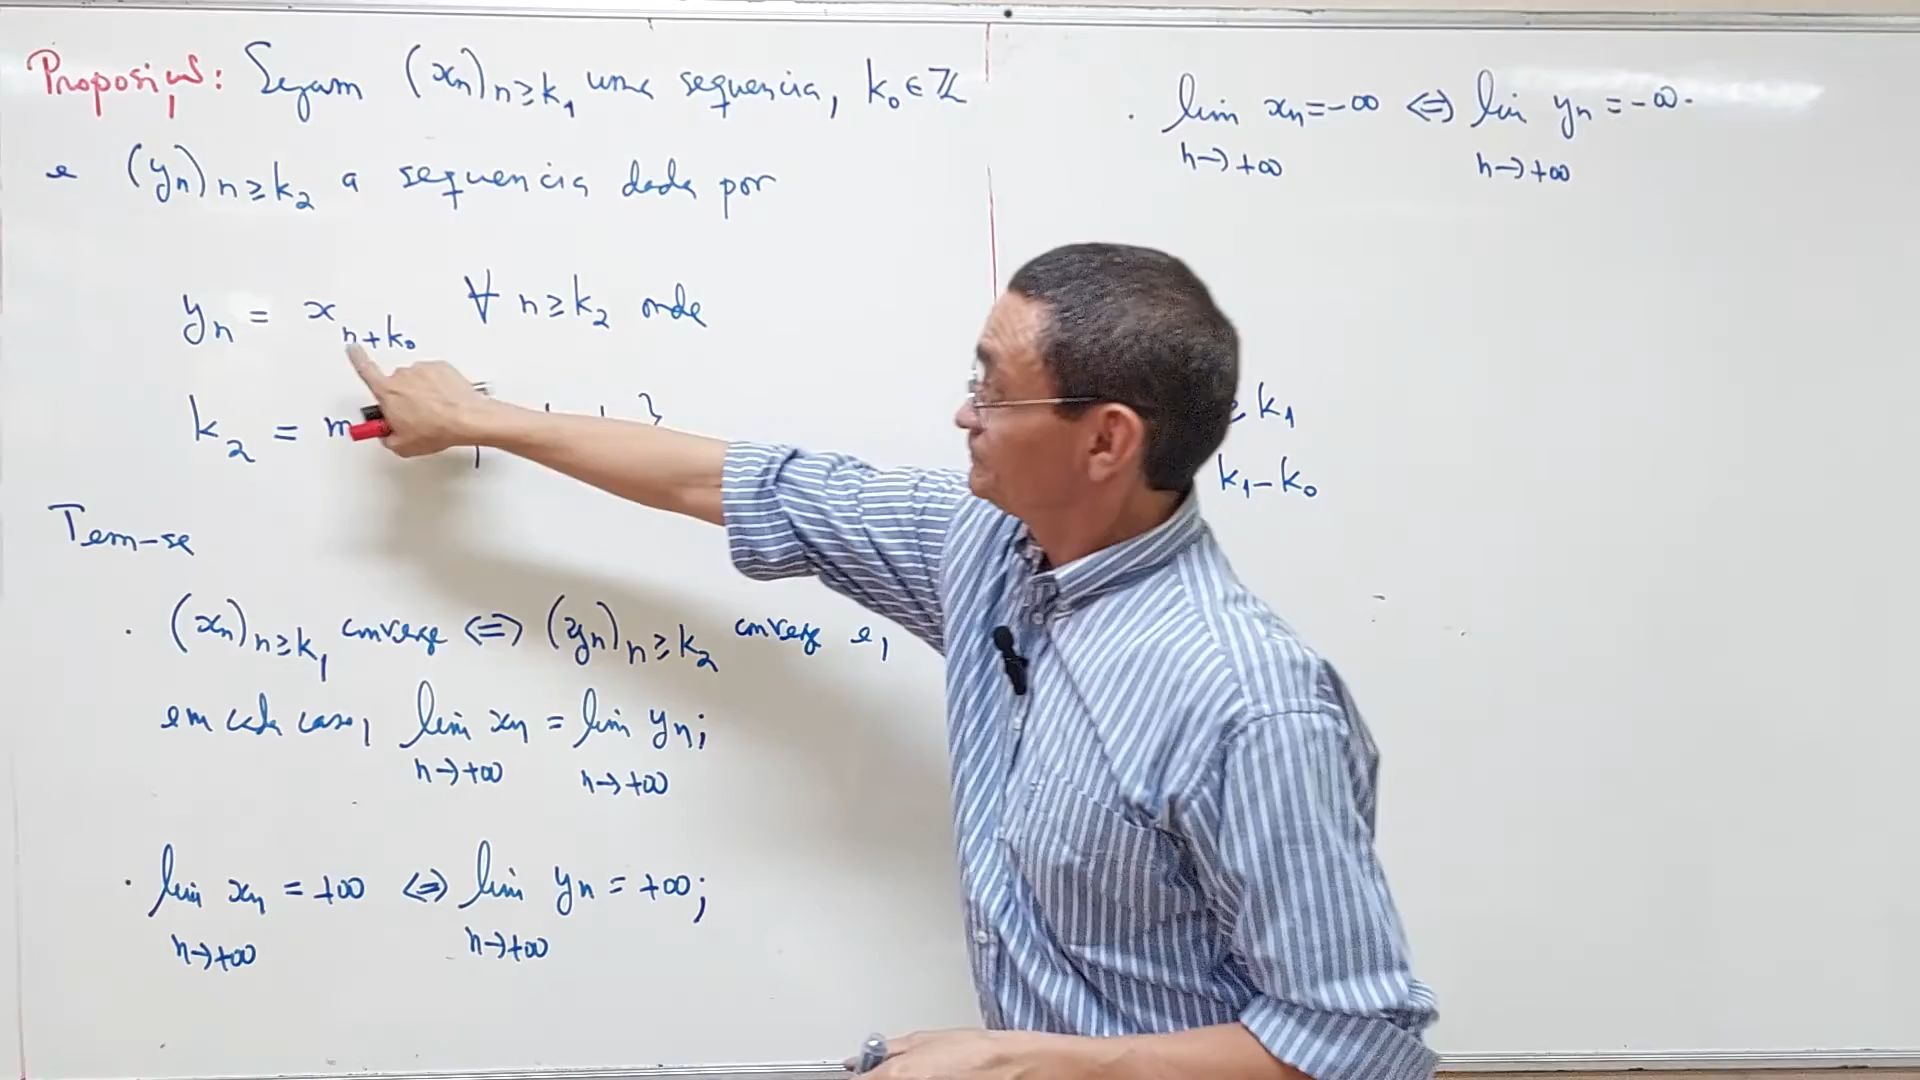 Proposição: Sejam (xn)n≥k1 uma sequencia, k0 ∈ ℤ
e (yn)n≥k2 a sequencia dada por
yn = xn+k0 ∀ n≥k2 onde
k2 = m }
Tem-se
· (xn)n≥k1 converge ⇔ (yn)n≥k2 converge e,
em cada caso, lim xn = lim yn;
n→+∞ n→+∞
· lim xn = +∞ ⇔ lim yn = +∞;
n→+∞ n→+∞
· lim xn = -∞ ⇔ lim yn = -∞.
n→+∞ n→+∞
k1
k1-k0